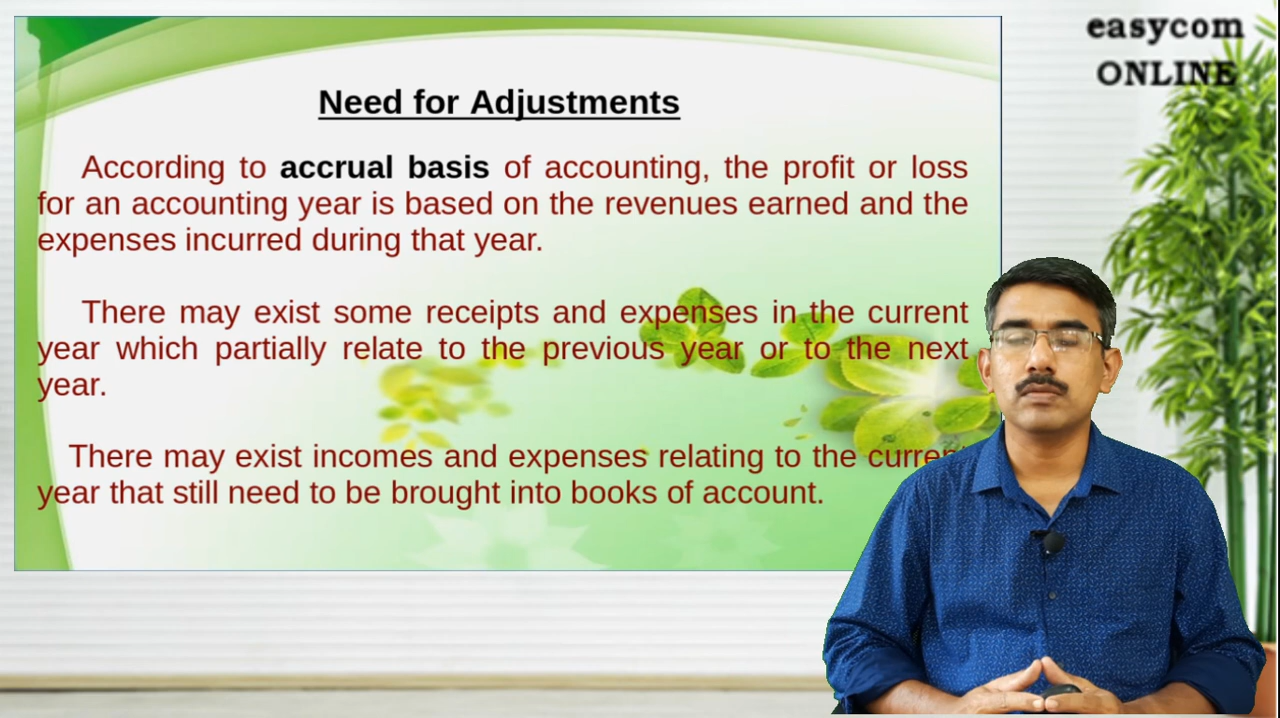 easycom
ONLINE
Need for Adjustments
According to accrual basis of accounting, the profit or loss
for an accounting year is based on the revenues earned and the
expenses incurred during that year.
There may exist some receipts and expenses in the current
year which partially relate to the previous year or to the next
year.
There may exist incomes and expenses relating to the current
year that still need to be brought into books of account.